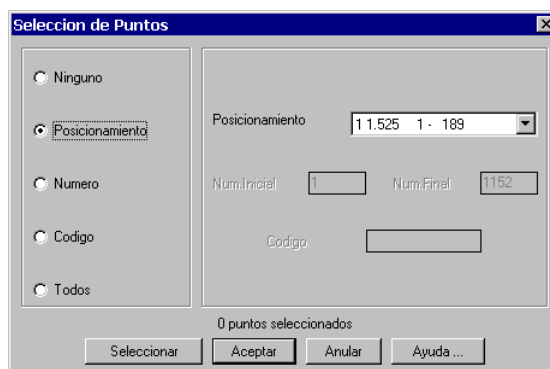 Seleccion de Puntos
Ninguno
Posicionamiento
Numero
Codigo
Todos
Posicionamiento 1 1.525 1 - 189
Num.Inicial 1 Num.Final 1152
Codigo
0 puntos seleccionados
Seleccionar Aceptar Anular Ayuda ...